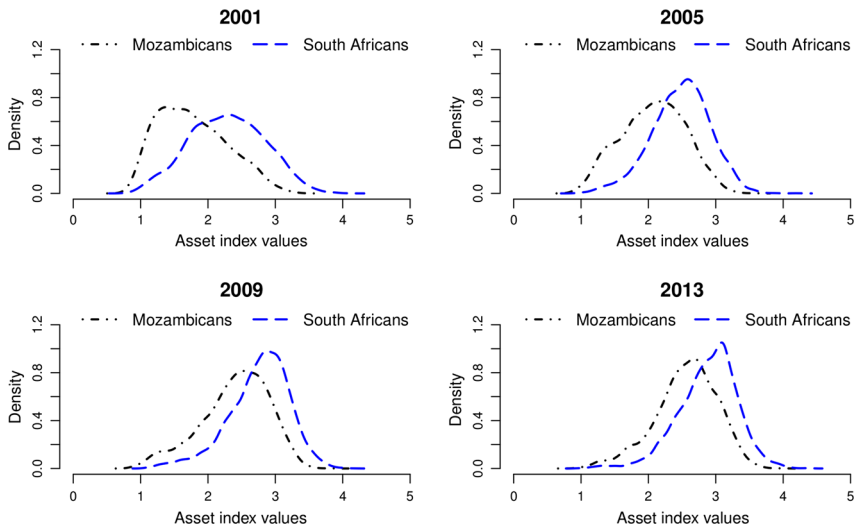 2001
Mozambicans South Africans
Density
0.0 0.4 0.8 1.2
0 1 2 3 4 5
Asset index values
2005
Mozambicans South Africans
Density
0.0 0.4 0.8 1.2
0 1 2 3 4 5
Asset index values
2009
Mozambicans South Africans
Density
0.0 0.4 0.8 1.2
0 1 2 3 4 5
Asset index values
2013
Mozambicans South Africans
Density
0.0 0.4 0.8 1.2
0 1 2 3 4 5
Asset index values